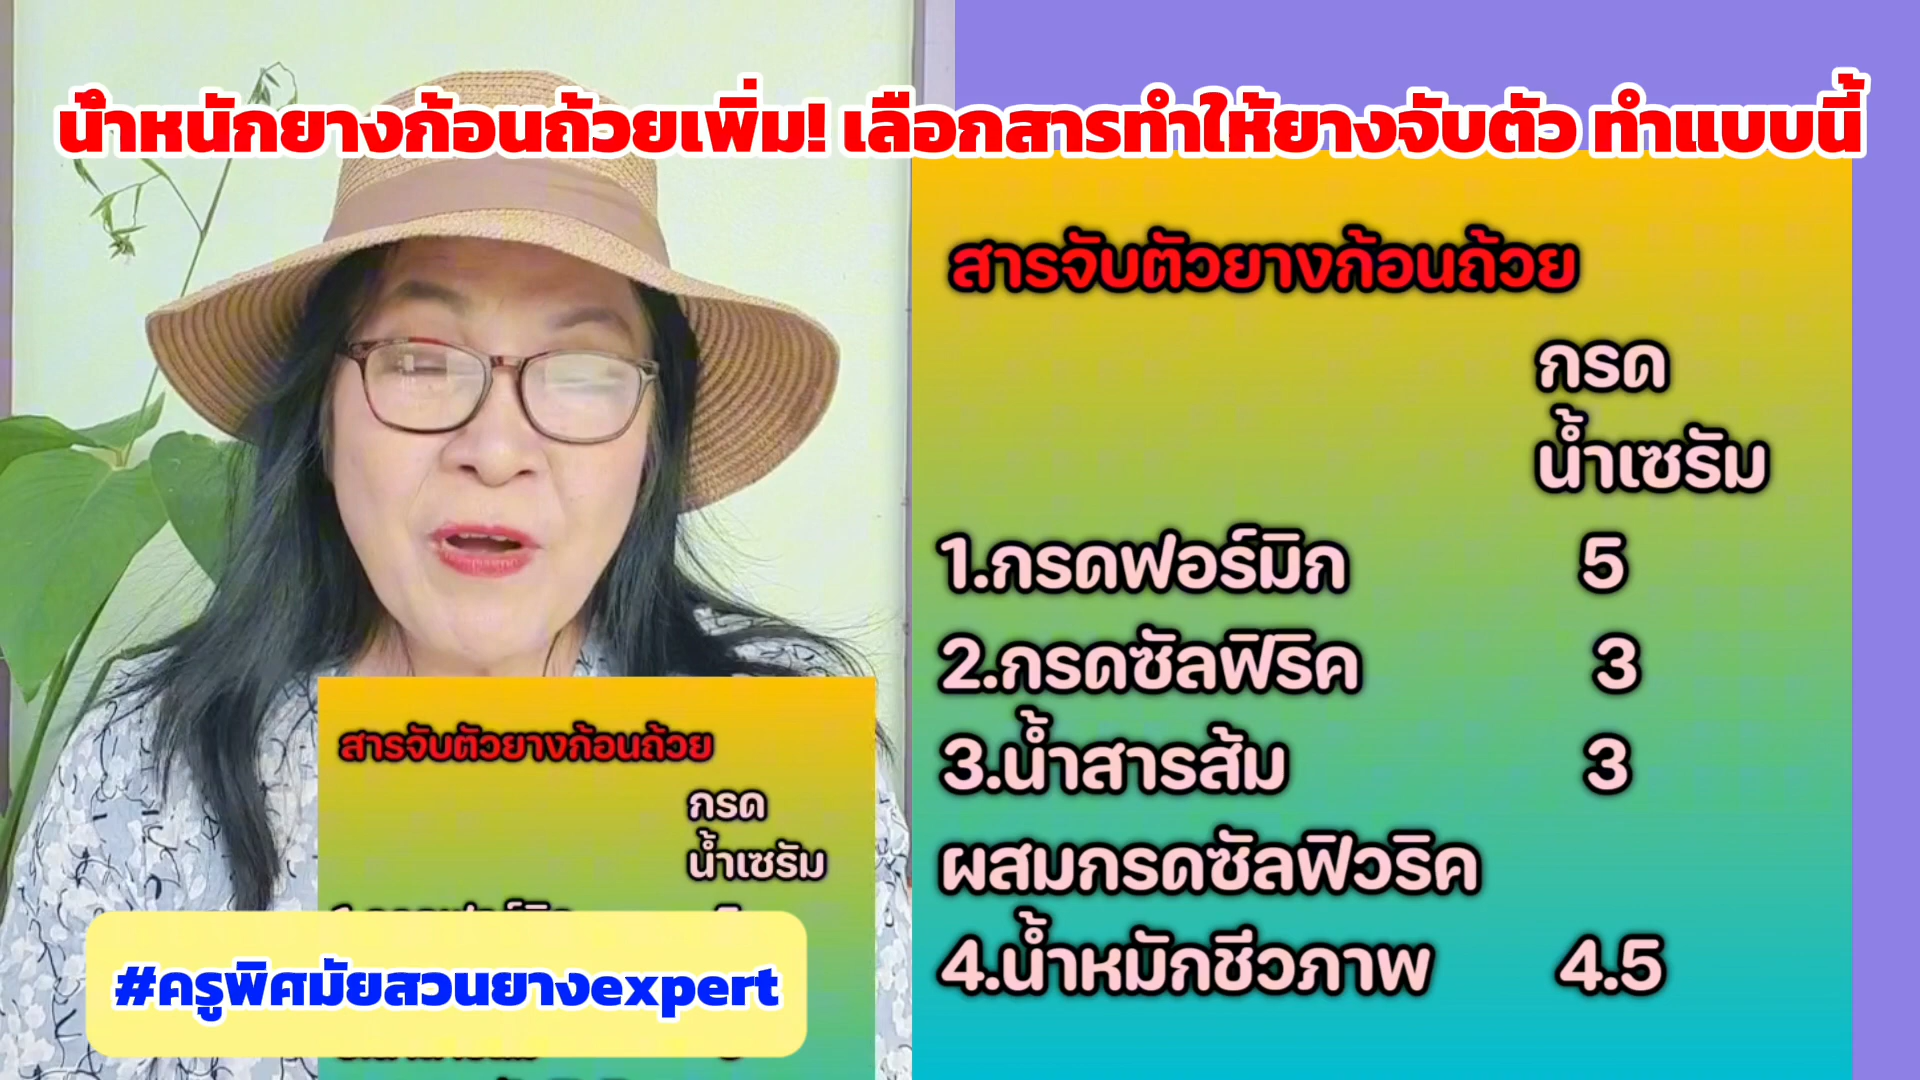 น้ำหนักยางก้อนถ้วยเพิ่ม! เลือกสารทำให้ยางจับตัว ทำแบบนี้
สารจับตัวยางก้อนถ้วย
กรด
น้ำเซรัม
1.กรดฟอร์มิก 5
2.กรดซัลฟิริค 3
3.น้ำสารส้ม 3
ผสมกรดซัลฟิวริค
4.น้ำหมักชีวภาพ 4.5
สารจับตัวยางก้อนถ้วย
กรด
น้ำเซรัม
#ครูพิศมัยสวนยางexpert